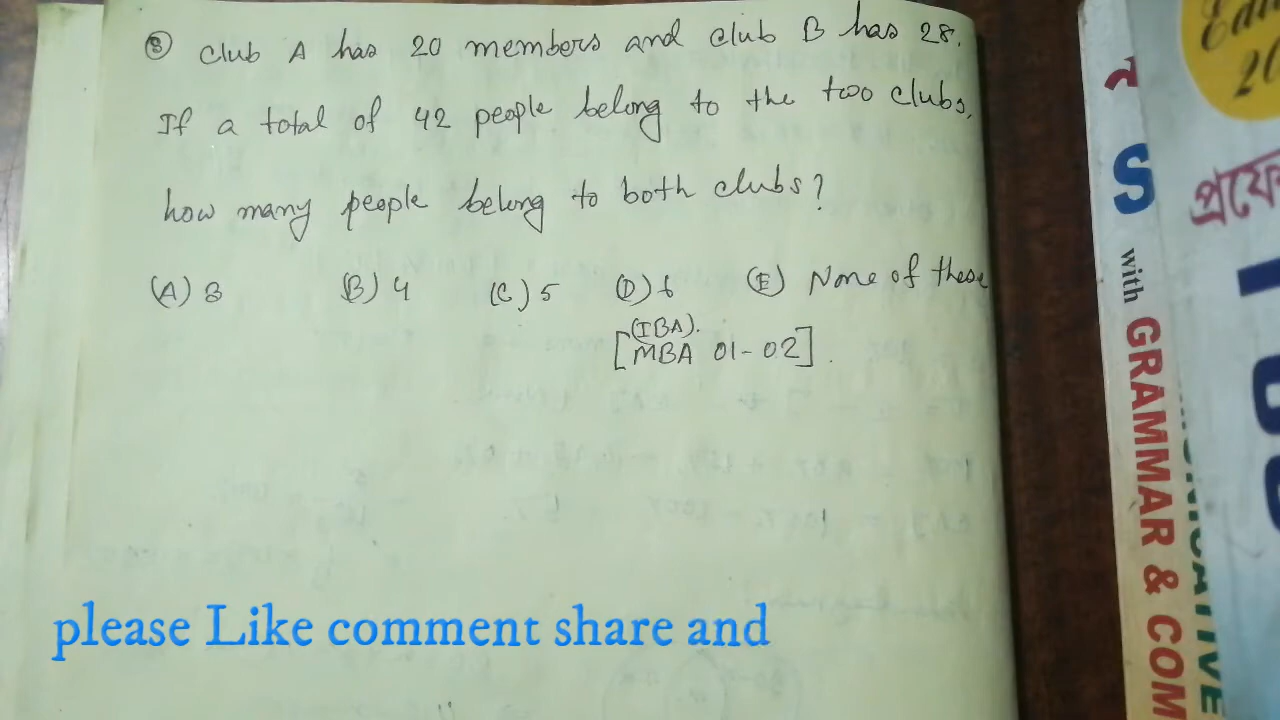 ⑧ Club A has 20 members and club B has 28.
If a total of 42 people belong to the two clubs,
how many people belong to both clubs?
(A) 8 (B) 4 (C) 5 (D) 6 (E) None of these
(IBA).
[MBA 01-02].
please Like comment share and
S with GRAMMAR & COM
প্রফে